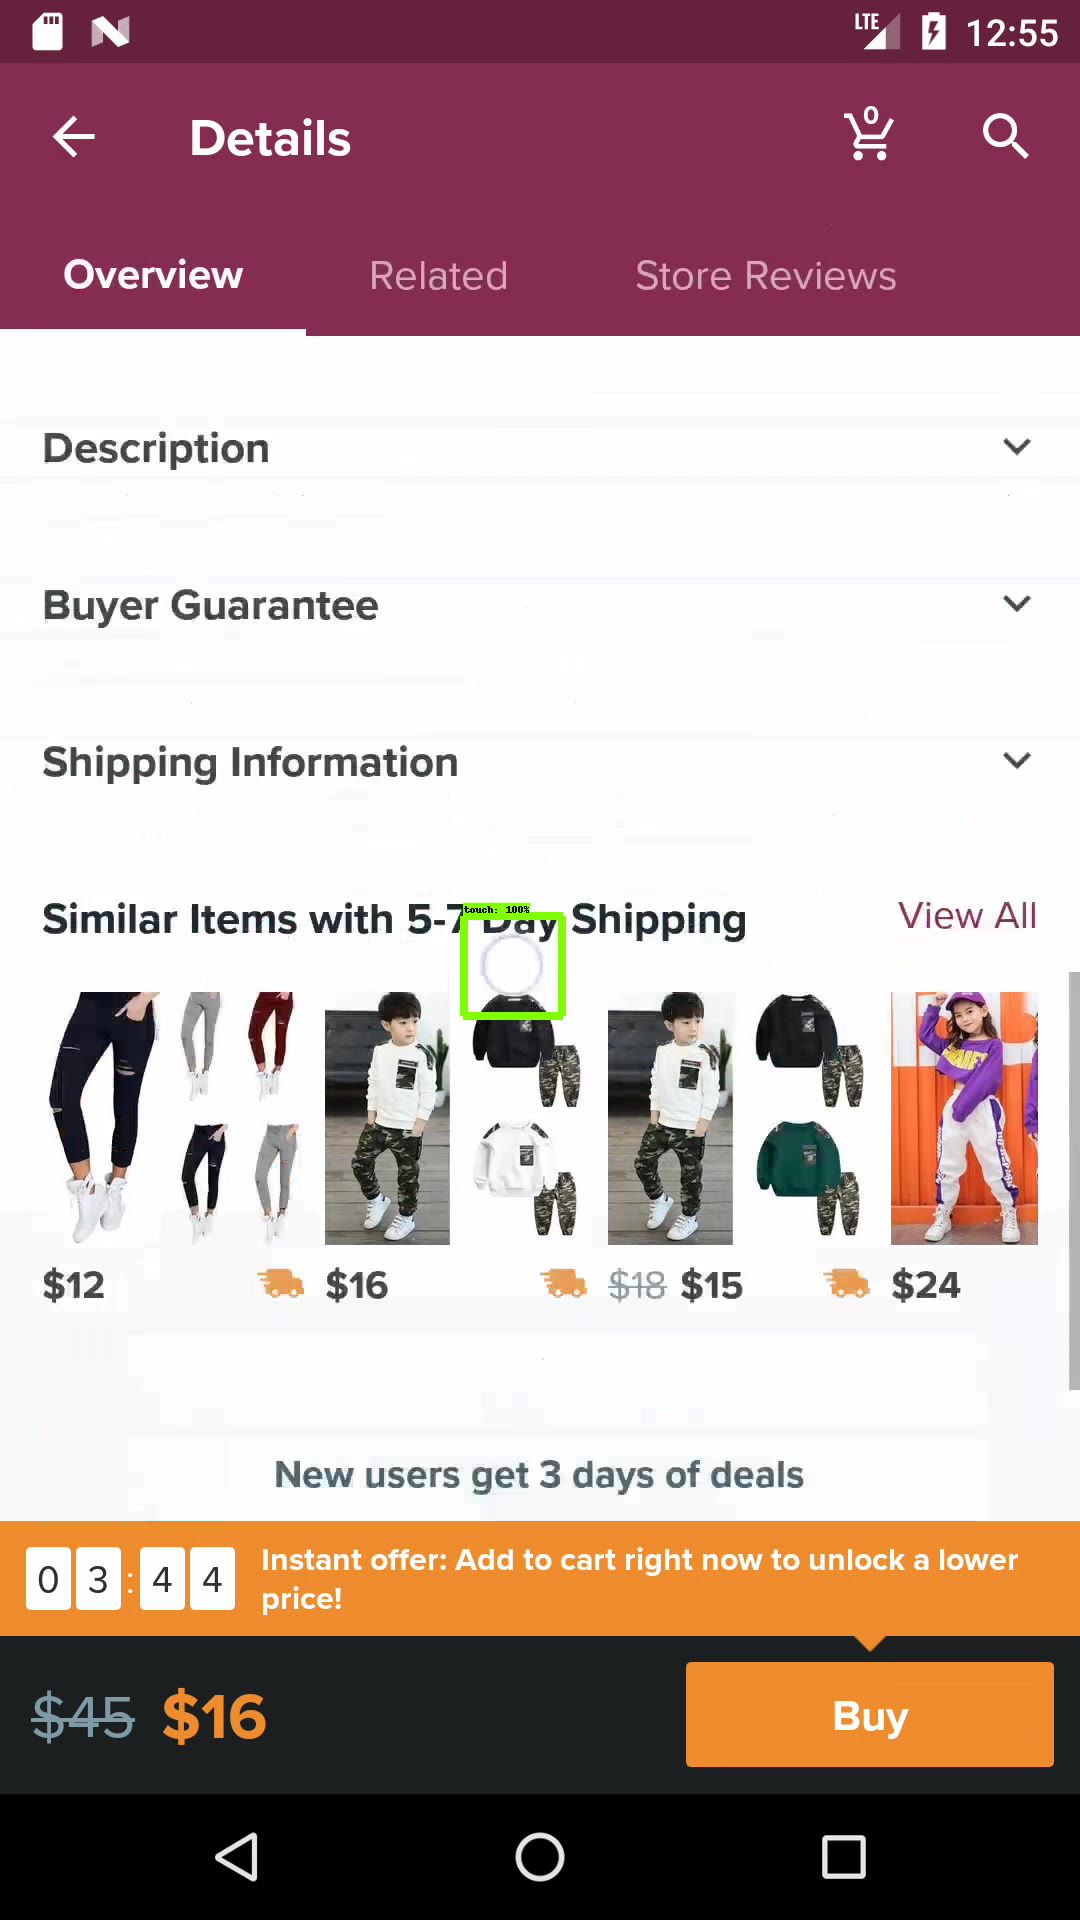 LTE 12:55
Details 0
Overview Related Store Reviews
Description
Buyer Guarantee
Shipping Information
touch: 100%
Similar Items with 5-7 Day Shipping View All
$12 $16 $18 $15 $24
New users get 3 days of deals
0 3 : 4 4 Instant offer: Add to cart right now to unlock a lower
price!
$45 $16 Buy